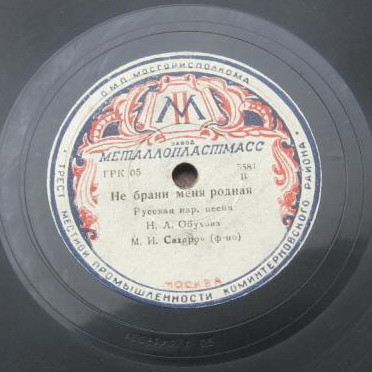 О.М.П. МОСГОРИСПОЛКОМА
ТРЕСТ МЕСТНОЙ ПРОМЫШЛЕННОСТИ КОМИНТЕРНОВСКОГО РАЙОНА
М
ЗАВОД
МЕТАЛЛОПЛАСТМАСС
ГРК 05 5581
II
Не брани меня родная
Русская нар. песня
Н. А. Обухова
М. И. Сахаров (ф-но)
МОСКВА